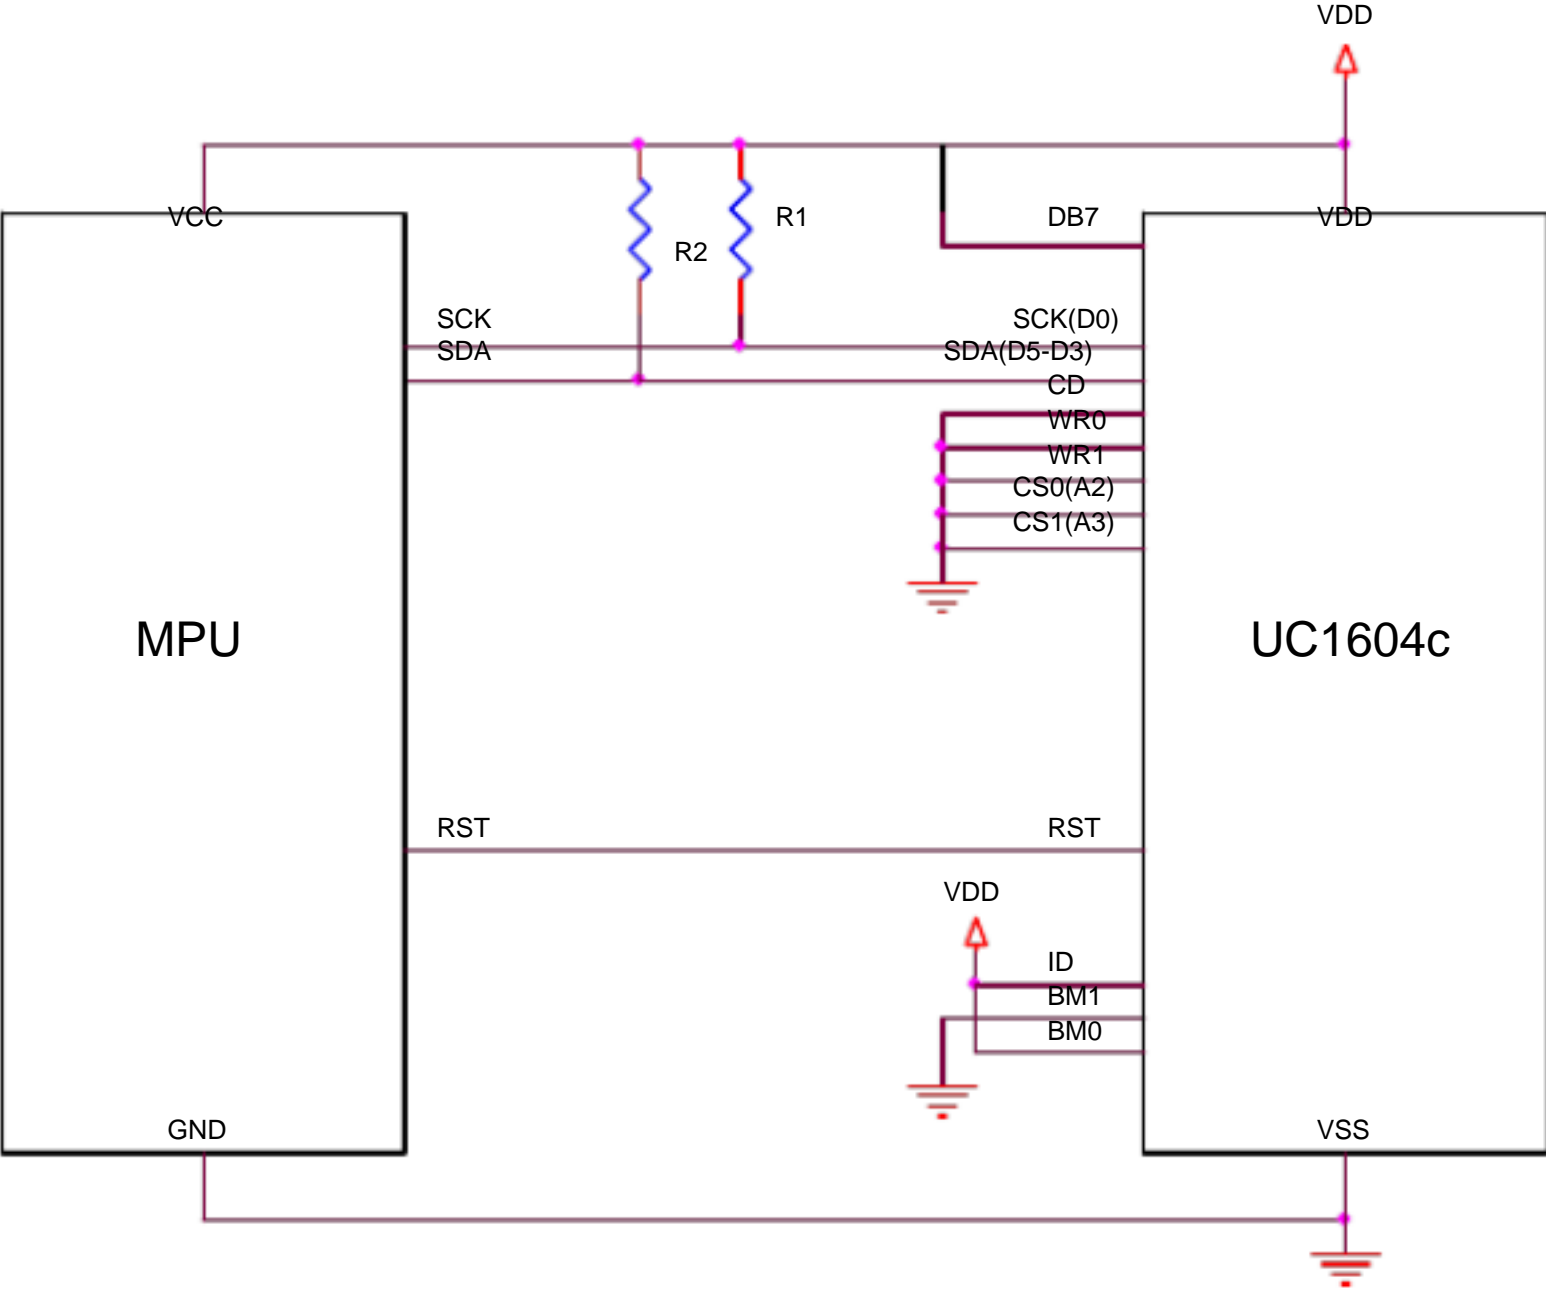 VDD
VCC
R2
R1
DB7
VDD
SCK
SCK(D0)
SDA
SDA(D5-D3)
CD
WR0
WR1
CS0(A2)
CS1(A3)
MPU
UC1604c
RST
RST
VDD
ID
BM1
BM0
GND
VSS